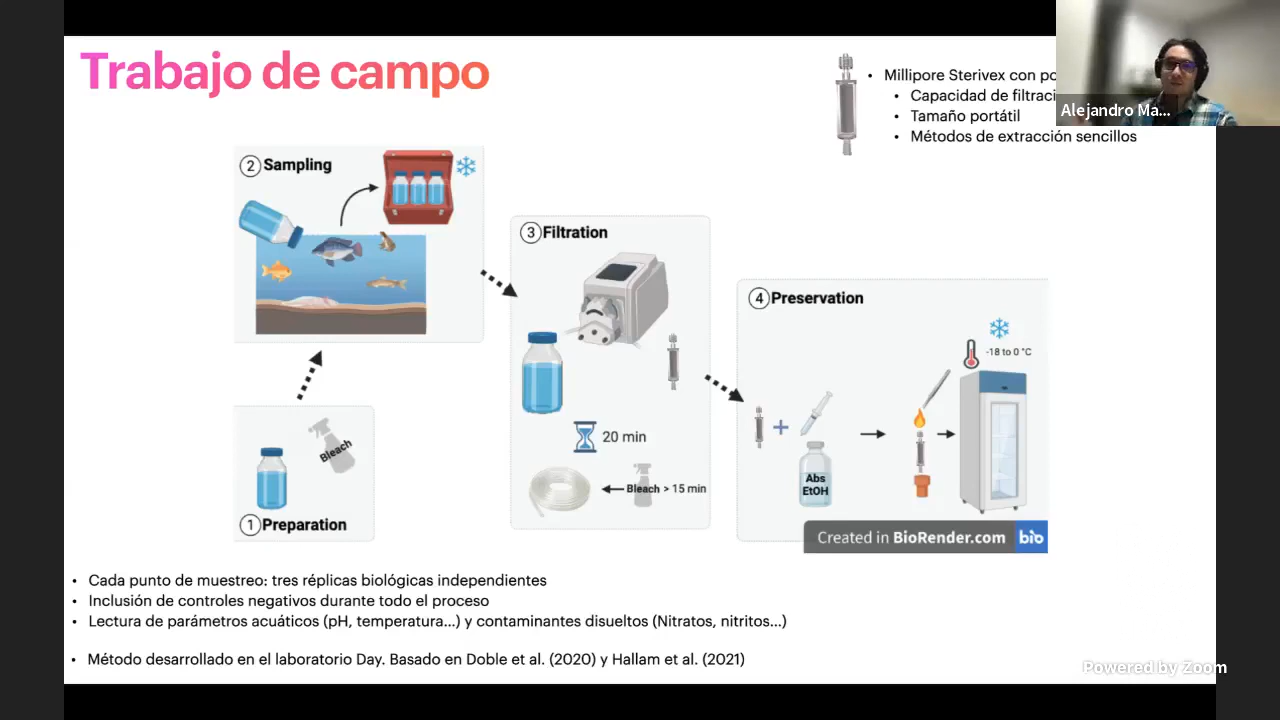 Trabajo de campo
Millipore Sterivex con
Capacidad de
Tamaño portátil
Métodos de extracción sencillos
Alejandro Ma...
2 Sampling
3 Filtration
20 min
Bleach > 15 min
4 Preservation
-18 to 0 °C
Abs
EtOH
Bleach
1 Preparation
Created in BioRender.com bio
Cada punto de muestreo: tres réplicas biológicas independientes
Inclusión de controles negativos durante todo el proceso
Lectura de parámetros acuáticos (pH, temperatura...) y contaminantes disueltos (Nitratos, nitritos...)
Método desarrollado en el laboratorio Day. Basado en Doble et al. (2020) y Hallam et al. (2021)
Powered by Zoom